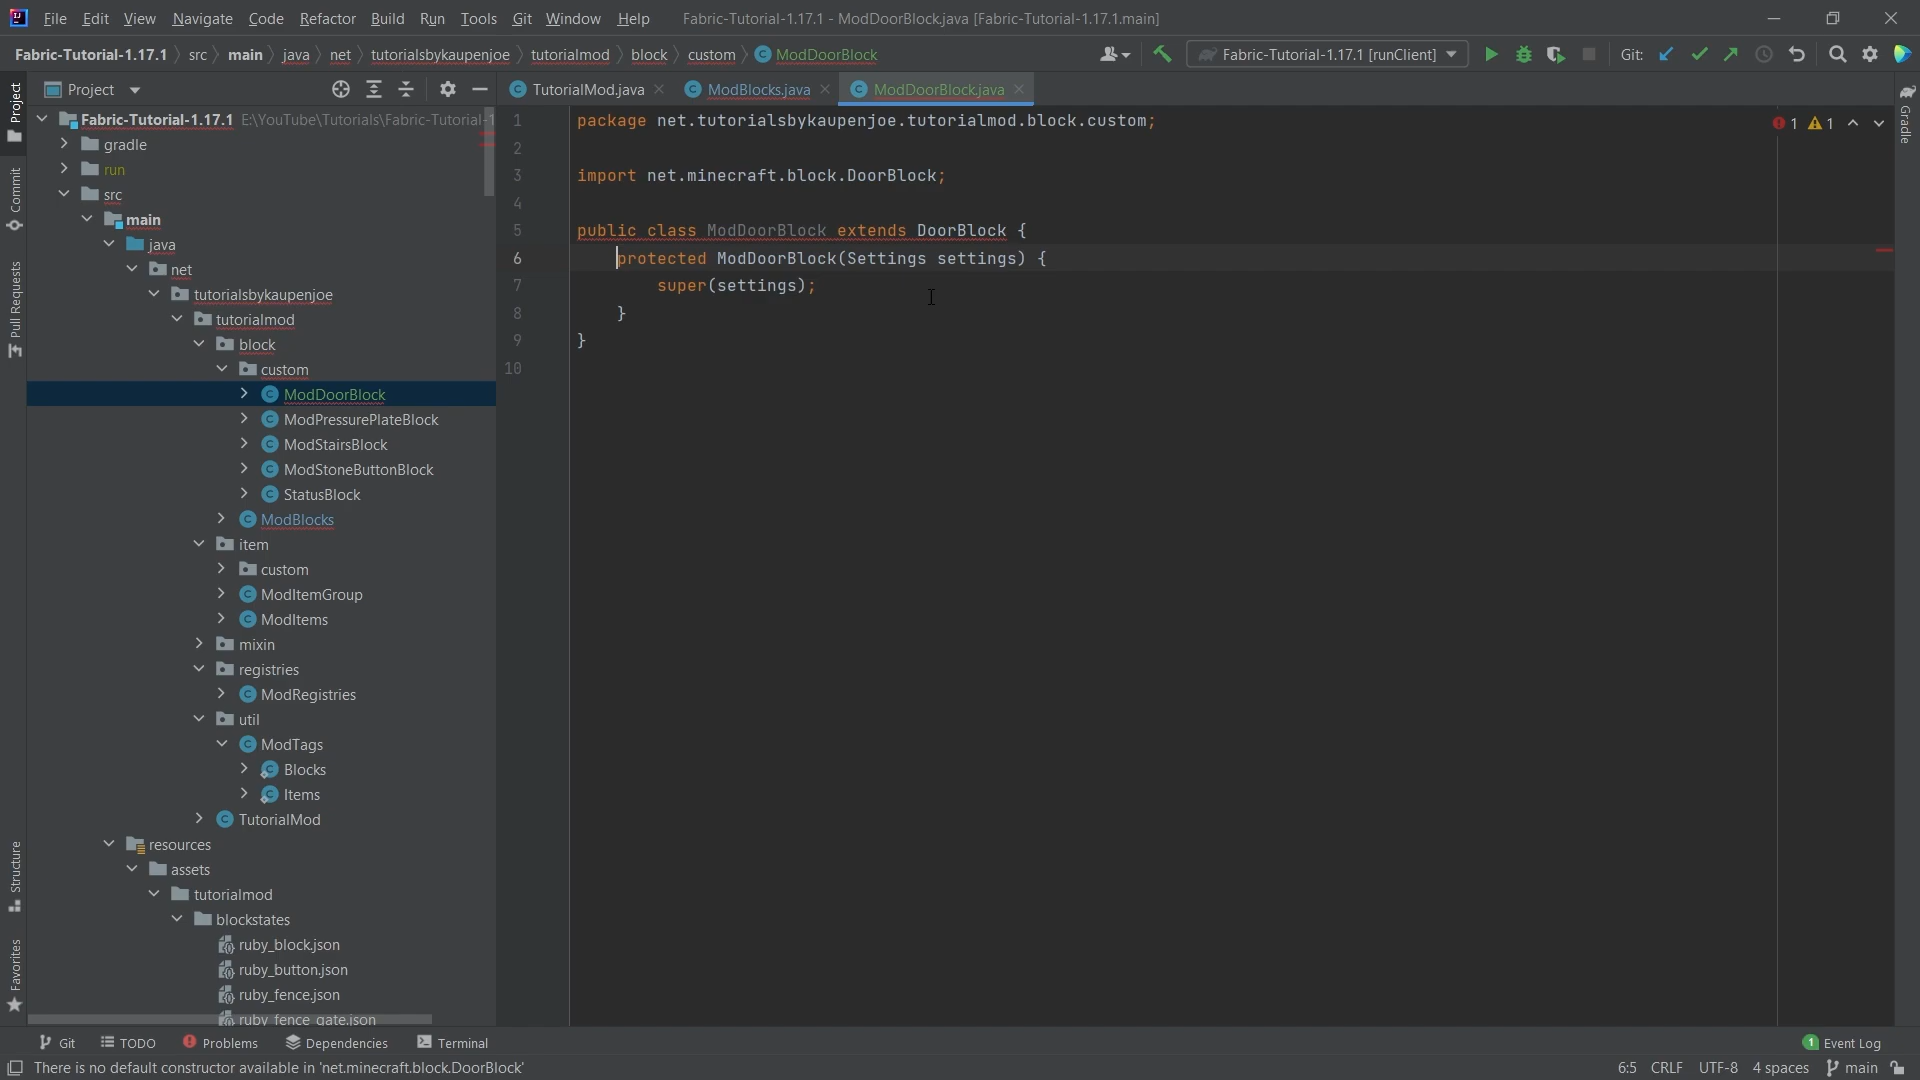 File Edit View Navigate Code Refactor Build Run Tools Git Window Help Fabric-Tutorial-1.17.1 - ModDoorBlock.java [Fabric-Tutorial-1.17.1.main]
Fabric-Tutorial-1.17.1 src main java net tutorialsbykaupenjoe tutorialmod block custom ModDoorBlock Fabric-Tutorial-1.17.1 [runClient] Git:
Project
TutorialMod.java ModBlocks.java ModDoorBlock.java
Project
Commit
Pull Requests
Structure
Favorites
Fabric-Tutorial-1.17.1 E:\YouTube\Tutorials\Fabric-Tutorial-1
gradle
run
src
main
java
net
tutorialsbykaupenjoe
tutorialmod
block
custom
ModDoorBlock
ModPressurePlateBlock
ModStairsBlock
ModStoneButtonBlock
StatusBlock
ModBlocks
item
custom
ModItemGroup
ModItems
mixin
registries
ModRegistries
util
ModTags
Blocks
Items
TutorialMod
resources
assets
tutorialmod
blockstates
ruby_block.json
ruby_button.json
ruby_fence.json
ruby_fence_gate.json
1 package net.tutorialsbykaupenjoe.tutorialmod.block.custom;
2
3 import net.minecraft.block.DoorBlock;
4
5 public class ModDoorBlock extends DoorBlock {
6 protected ModDoorBlock(Settings settings) {
7 super(settings);
8 }
9 }
10
1 1
Gradle
Git TODO Problems Dependencies Terminal 1 Event Log
There is no default constructor available in 'net.minecraft.block.DoorBlock' 6:5 CRLF UTF-8 4 spaces main